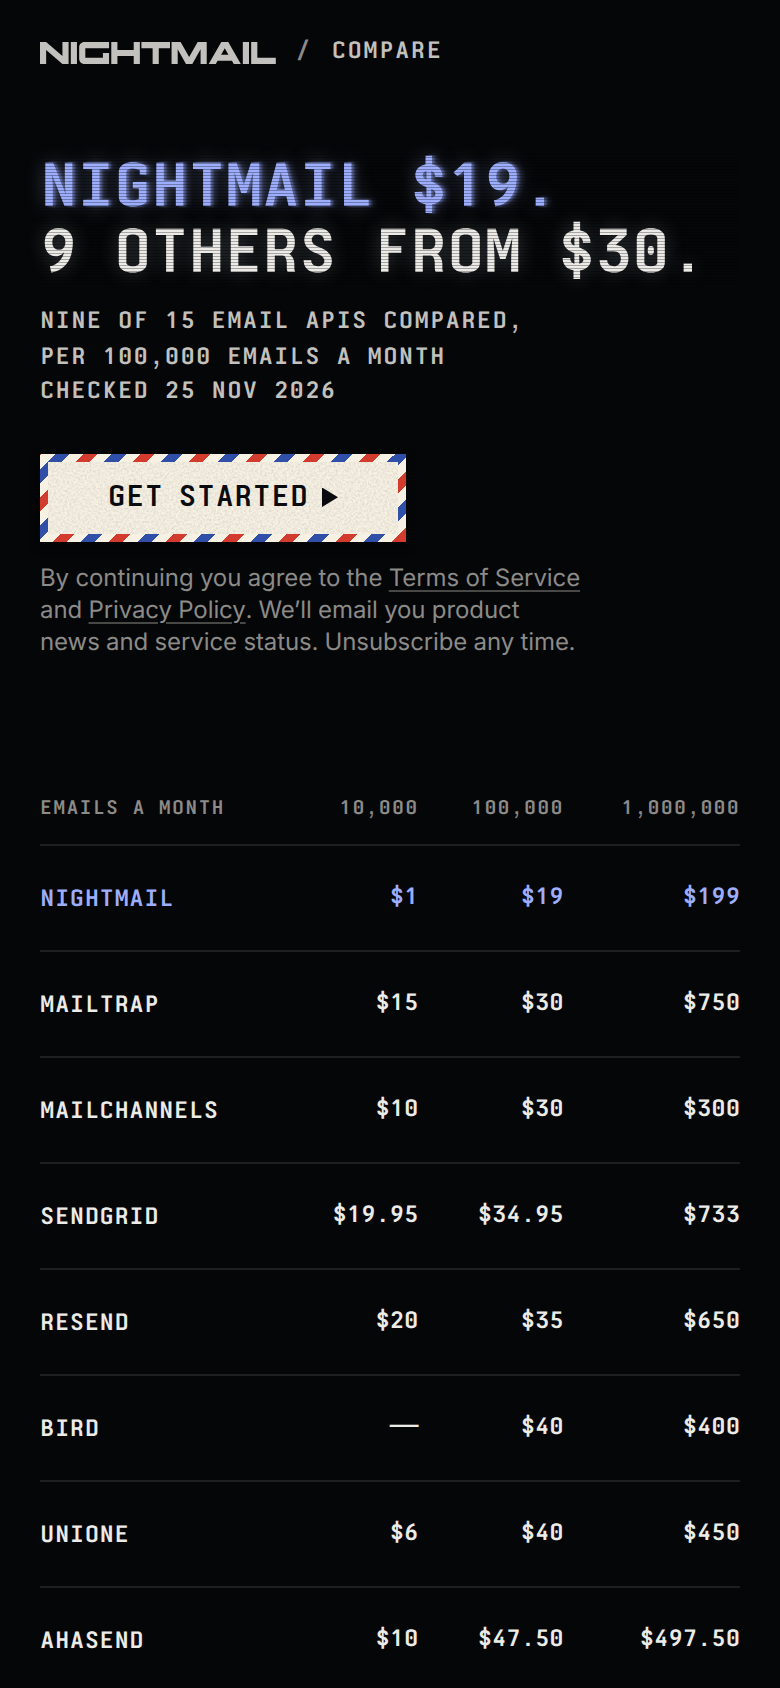 NIGHTMAIL / COMPARE
NIGHTMAIL $19.
9 OTHERS FROM $30.
NINE OF 15 EMAIL APIS COMPARED,
PER 100,000 EMAILS A MONTH
CHECKED 25 NOV 2026
GET STARTED ▶
By continuing you agree to the Terms of Service
and Privacy Policy. We’ll email you product
news and service status. Unsubscribe any time.
EMAILS A MONTH 10,000 100,000 1,000,000
NIGHTMAIL $1 $19 $199
MAILTRAP $15 $30 $750
MAILCHANNELS $10 $30 $300
SENDGRID $19.95 $34.95 $733
RESEND $20 $35 $650
BIRD — $40 $400
UNIONE $6 $40 $450
AHASEND $10 $47.50 $497.50